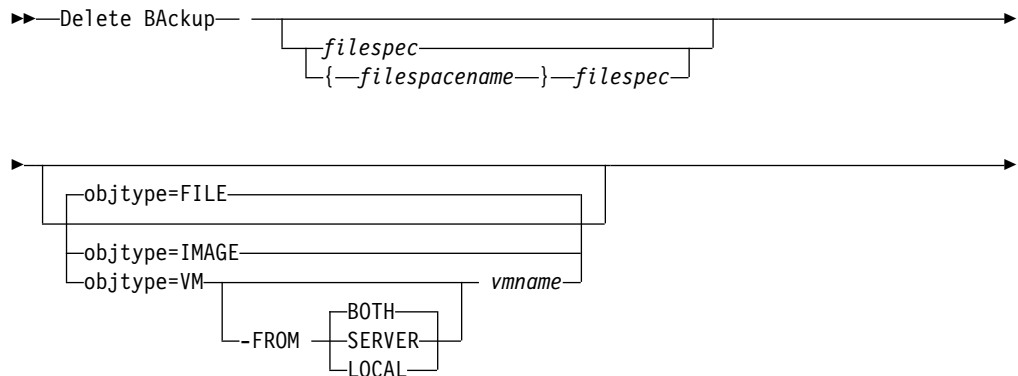 Delete BAckup
filespec
{ filespacename } filespec
objtype=FILE
objtype=IMAGE
objtype=VM vmname
BOTH
-FROM SERVER
LOCAL